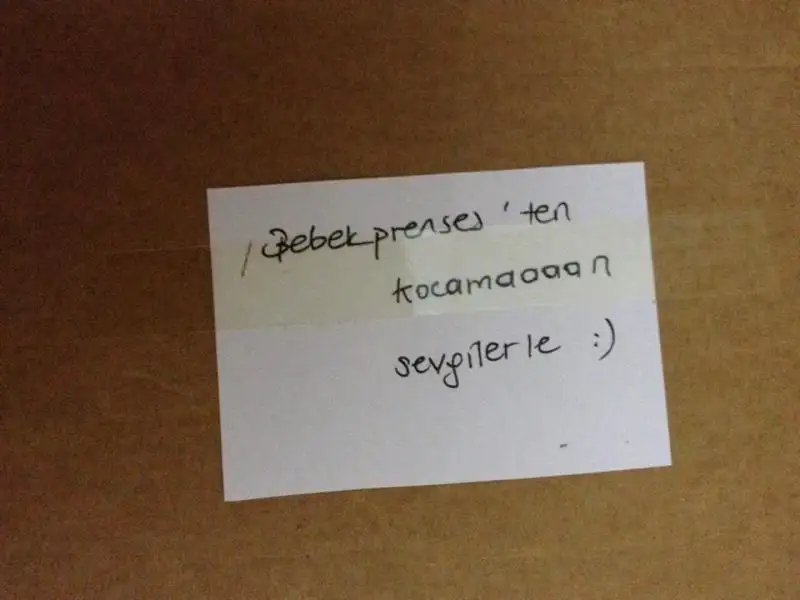 Bebekprenses'ten
kocamaaaan
sevgilerle :)